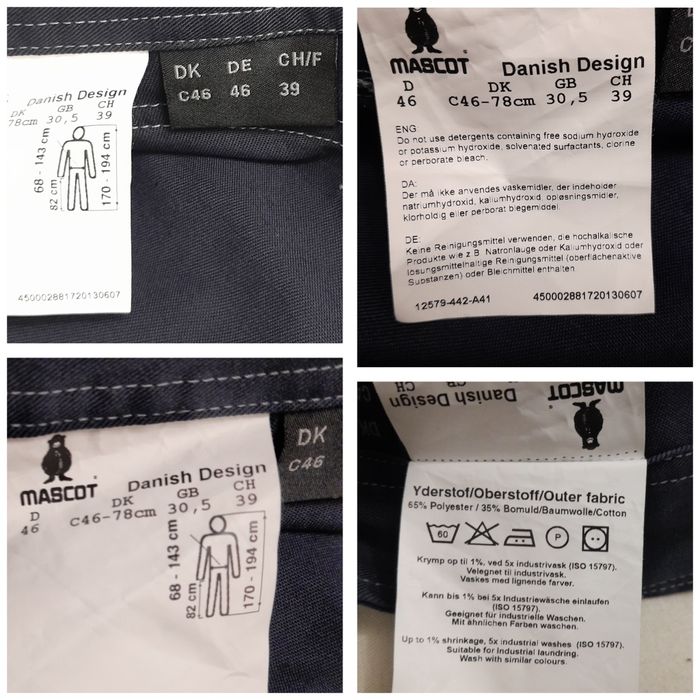 DK DE CH/F
C46 46 39
Danish Design
DK GB CH
78cm 30,5 39
68 - 143 cm
82 cm
170 - 194 cm
450002881720130607
MASCOT Danish Design
D DK GB CH
46 C46-78cm 30,5 39
ENG
Do not use detergents containing free sodium hydroxide
or potassium hydroxide, solvenated surfactants, clorine
or perborate bleach.
DA:
Der må ikke anvendes vaskemidler, der indeholder
natriumhydroxid, kaliumhydroxid, opløsningsmidler,
klorholdig eller perborat blegemiddel.
DE:
Keine Reinigungsmittel verwenden, die hochalkalische
Produkte wie z.B Natronlauge oder Kaliumhydroxid oder
lösungsmittelhaltige Reinigungsmittel (oberflächenaktive
Substanzen) oder Bleichmittel enthalten.
12579-442-A41 450002881720130607
DK
C46
MASCOT Danish Design
D DK GB CH
46 C46-78cm 30,5 39
68 - 143 cm
82 cm
170 - 194 cm
MASCOT
Danish Design
GB CH
Yderstof/Oberstoff/Outer fabric
65% Polyester / 35% Bomuld/Baumwolle/Cotton
60 P
Krymp op til 1%, ved 5x industrivask (ISO 15797).
Velegnet til industrivask.
Vaskes med lignende farver.
Kann bis 1% bei 5x Industriewäsche einlaufen
(ISO 15797).
Geeignet für industrielle Wäschen.
Mit ähnlichen Farben waschen.
Up to 1% shrinkage, 5x industrial washes (ISO 15797).
Suitable for Industrial laundring.
Wash with similar colours.